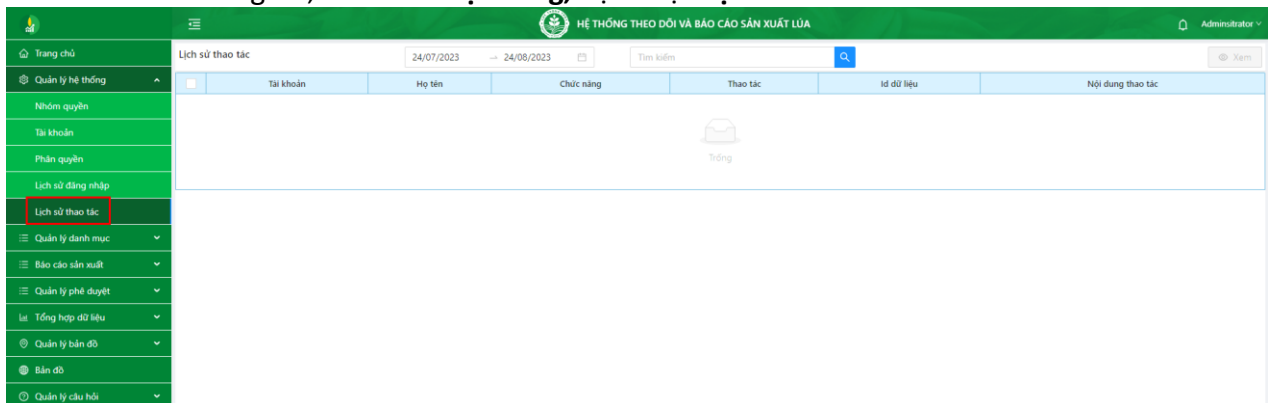 HỆ THỐNG THEO DÕI VÀ BÁO CÁO SẢN XUẤT LÚA
Adminsitrator
Trang chủ
Quản lý hệ thống
Nhóm quyền
Tài khoản
Phân quyền
Lịch sử đăng nhập
Lịch sử thao tác
Quản lý danh mục
Báo cáo sản xuất
Quản lý phê duyệt
Tổng hợp dữ liệu
Quản lý bản đồ
Bản đồ
Quản lý câu hỏi
Lịch sử thao tác
24/07/2023 → 24/08/2023
Tìm kiếm
Xem
Tài khoản Họ tên Chức năng Thao tác Id dữ liệu Nội dung thao tác
Trống